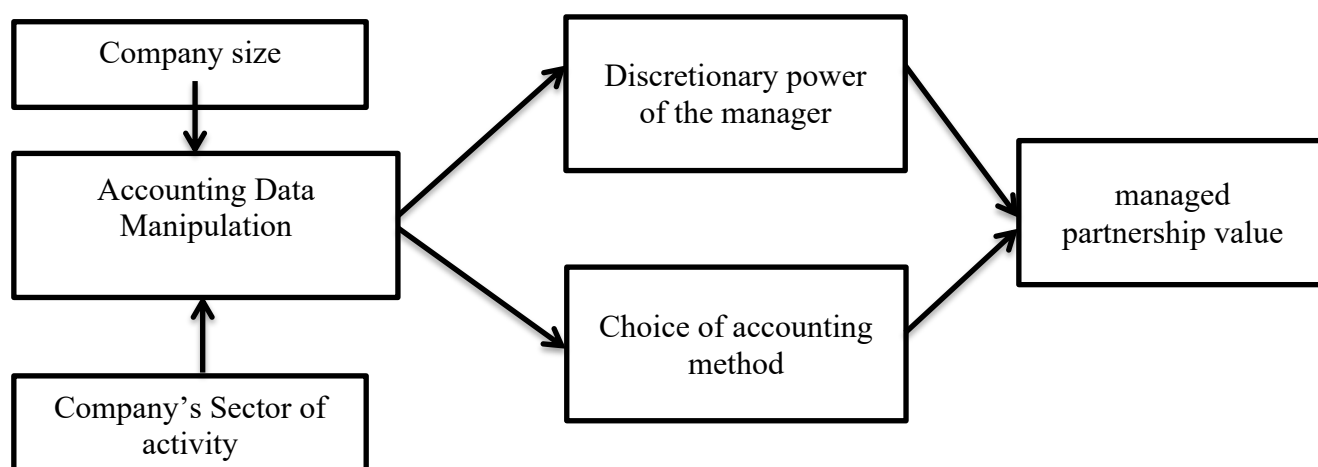 Company size
Accounting Data
Manipulation
Company’s Sector of
activity
Discretionary power
of the manager
Choice of accounting
method
managed
partnership value